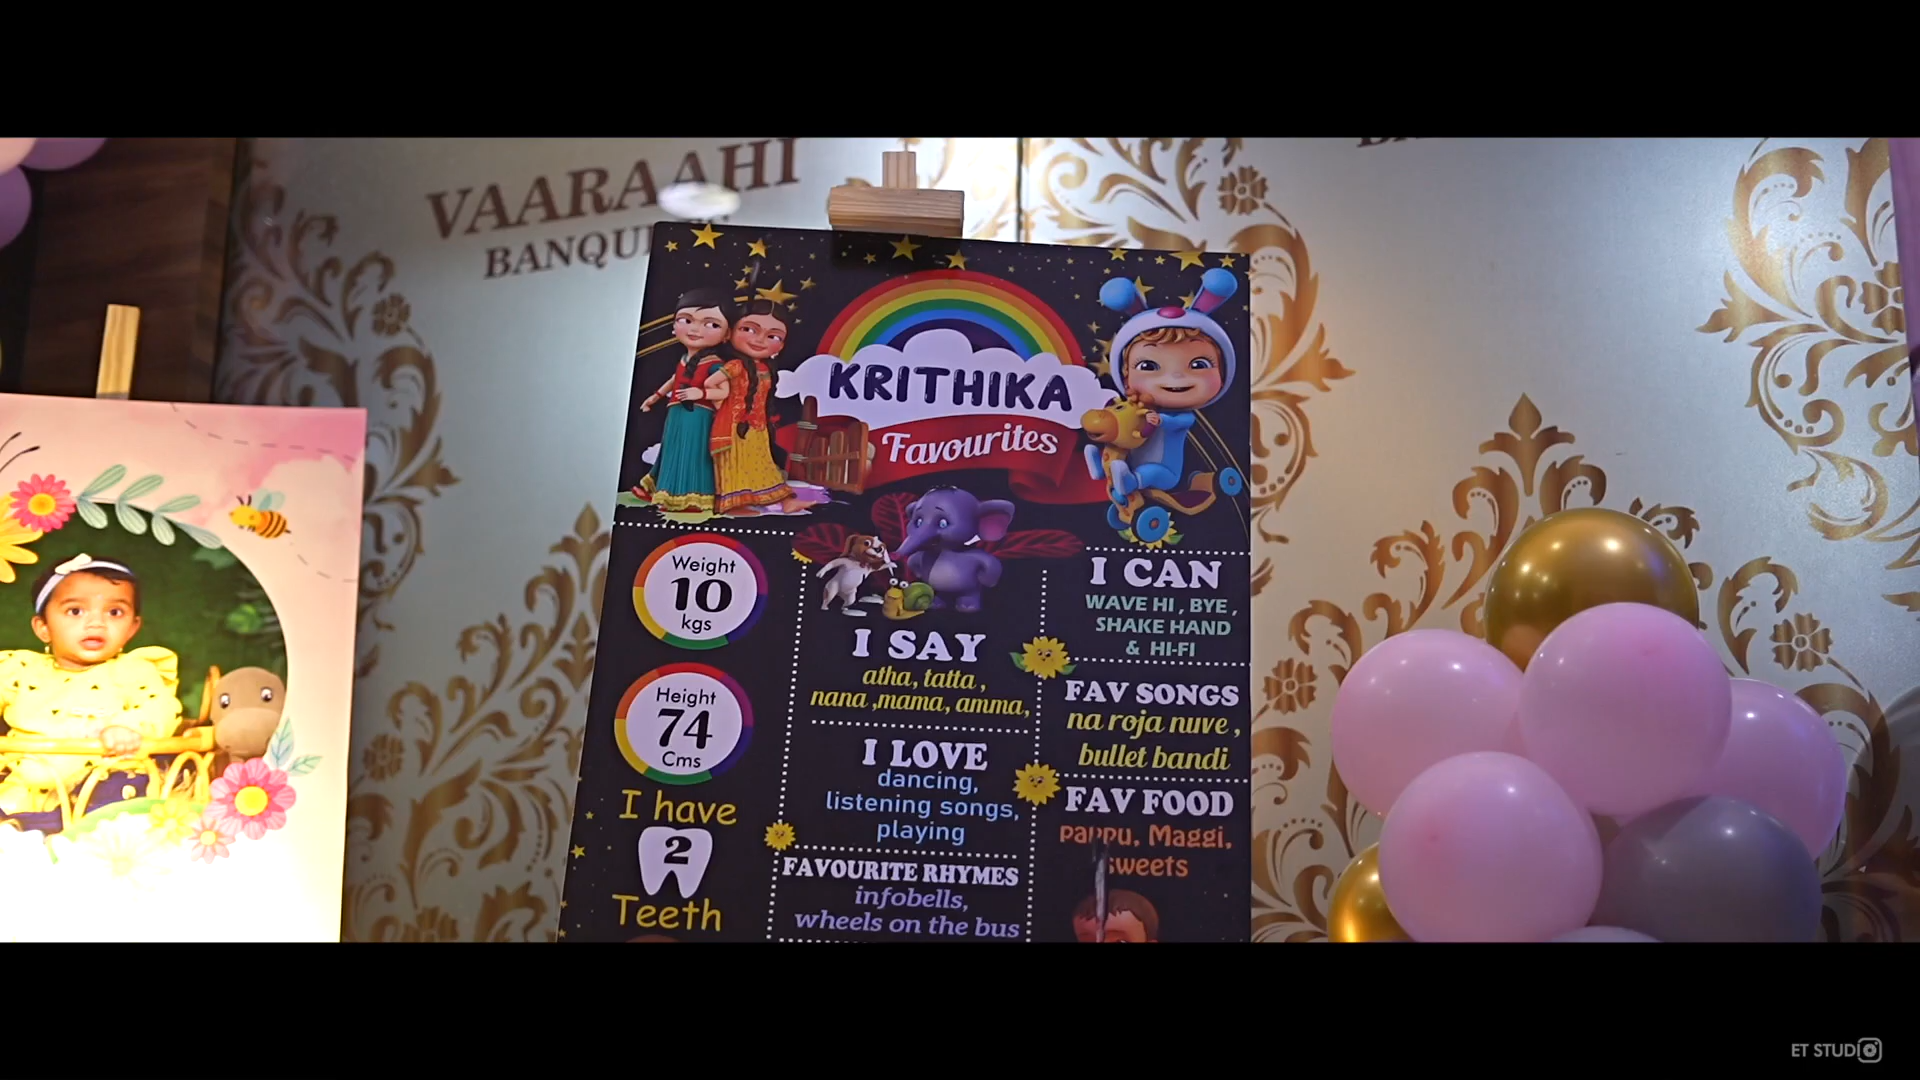 VAARAAHI
KRITHIKA
Favourites
Weight
10
kgs
Height
74
Cms
I have
2
Teeth
I SAY
atha, tatta ,
nana ,mama, amma,
I LOVE
dancing,
listening songs,
playing
FAVOURITE RHYMES
infobells,
wheels on the bus
I CAN
WAVE HI , BYE ,
SHAKE HAND
& HI-FI
FAV SONGS
na roja nuve ,
bullet bandi
FAV FOOD
pappu, Maggi,
sweets
ET STUDIO